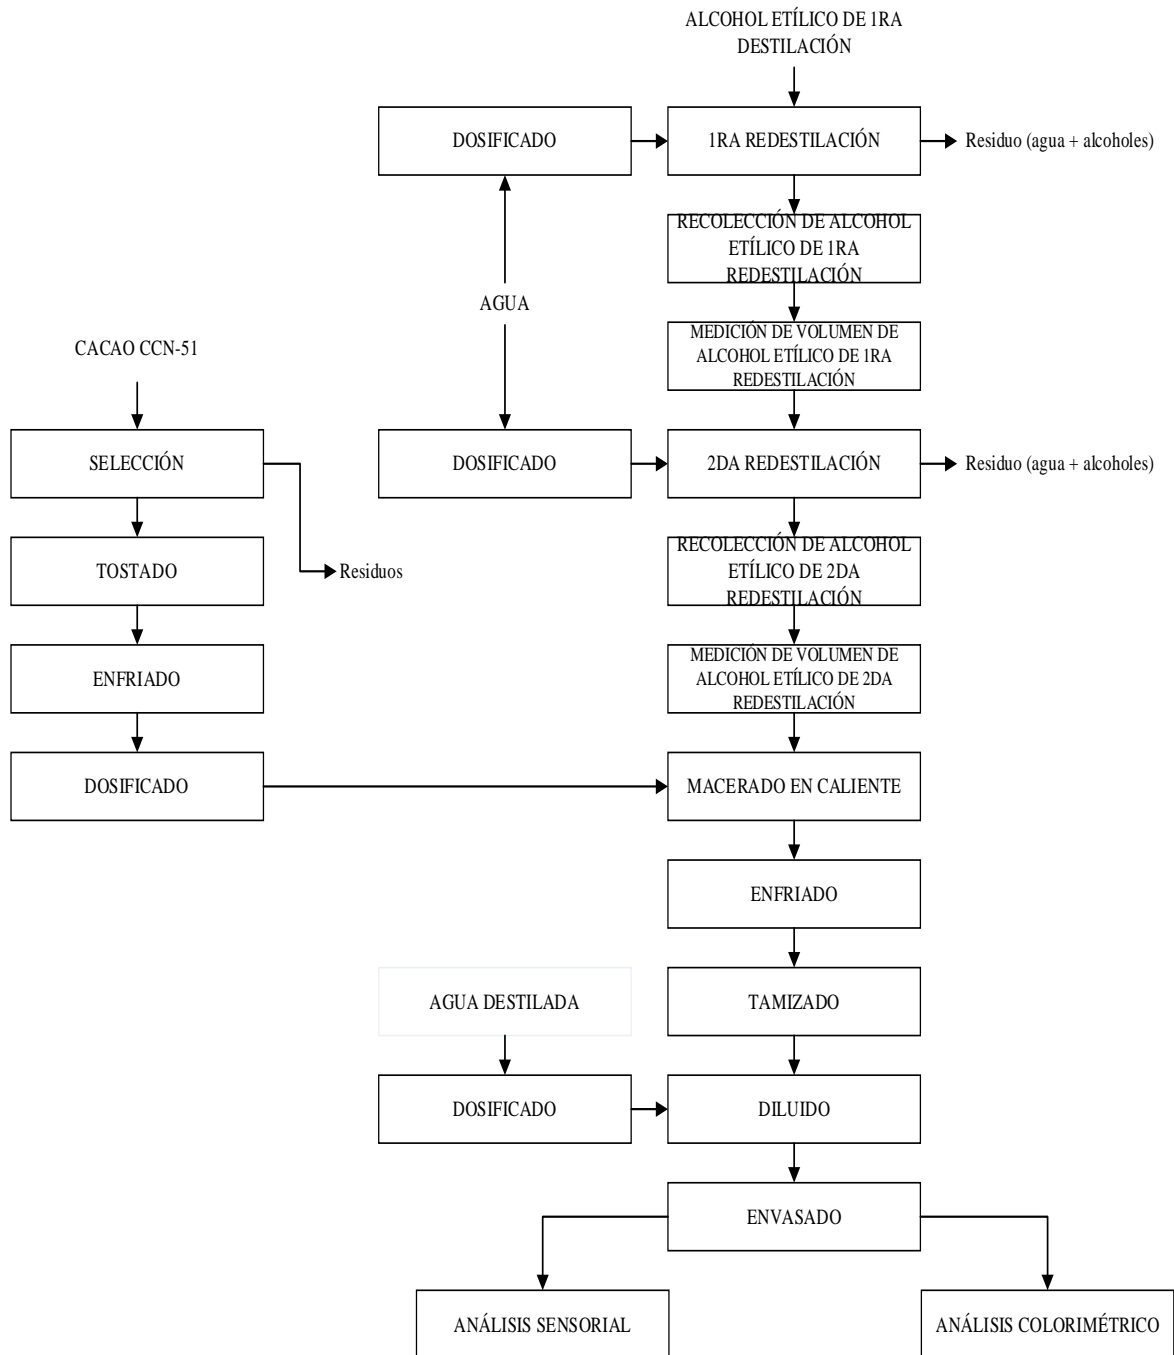 ALCOHOL ETÍLICO DE 1RA
DESTILACIÓN
DOSIFICADO
1RA REDESTILACIÓN
Residuo (agua + alcoholes)
RECOLECCIÓN DE ALCOHOL
ETÍLICO DE 1RA
REDESTILACIÓN
AGUA
MEDICIÓN DE VOLUMEN DE
ALCOHOL ETÍLICO DE 1RA
REDESTILACIÓN
CACAO CCN-51
SELECCIÓN
DOSIFICADO
2DA REDESTILACIÓN
Residuo (agua + alcoholes)
TOSTADO
Residuos
RECOLECCIÓN DE ALCOHOL
ETÍLICO DE 2DA
REDESTILACIÓN
ENFRIADO
MEDICIÓN DE VOLUMEN DE
ALCOHOL ETÍLICO DE 2DA
REDESTILACIÓN
DOSIFICADO
MACERADO EN CALIENTE
ENFRIADO
AGUA DESTILADA
TAMIZADO
DOSIFICADO
DILUIDO
ENVASADO
ANÁLISIS SENSORIAL
ANÁLISIS COLORIMÉTRICO